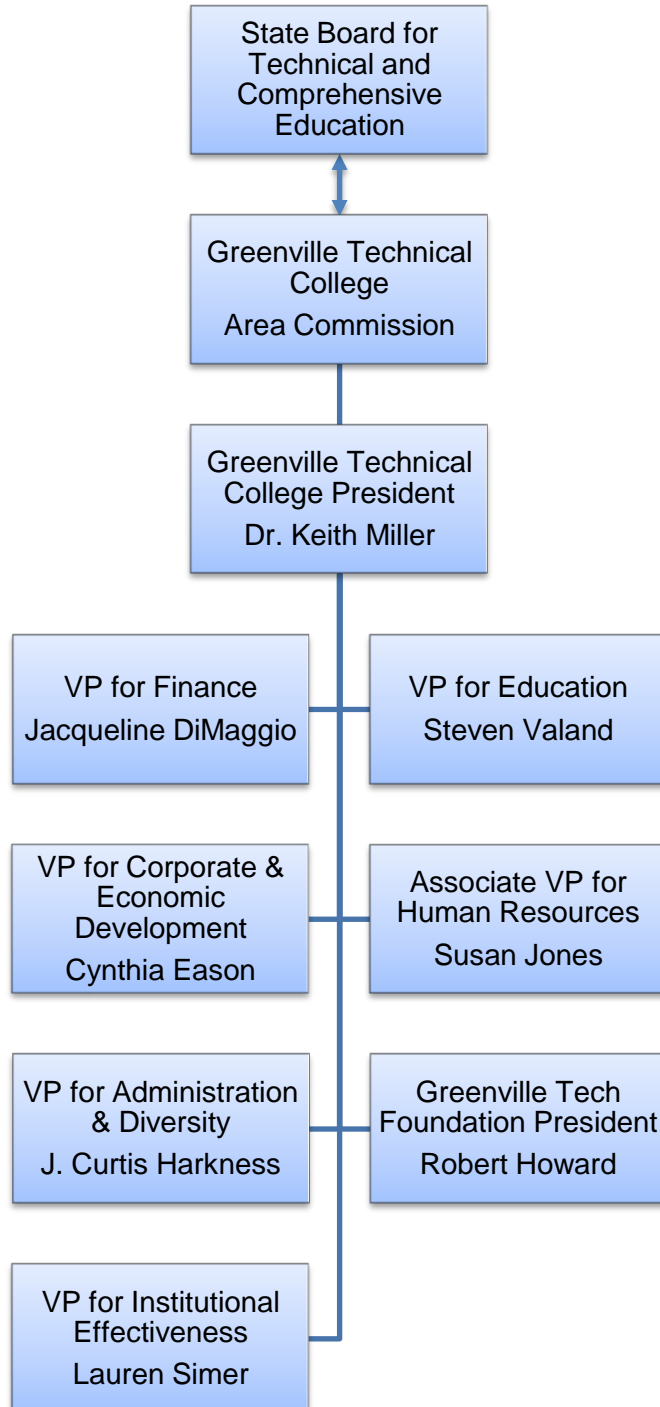 State Board for
Technical and
Comprehensive
Education
Greenville Technical
College
Area Commission
Greenville Technical
College President
Dr. Keith Miller
VP for Finance
Jacqueline DiMaggio
VP for Education
Steven Valand
VP for Corporate &
Economic
Development
Cynthia Eason
Associate VP for
Human Resources
Susan Jones
VP for Administration
& Diversity
J. Curtis Harkness
Greenville Tech
Foundation President
Robert Howard
VP for Institutional
Effectiveness
Lauren Simer